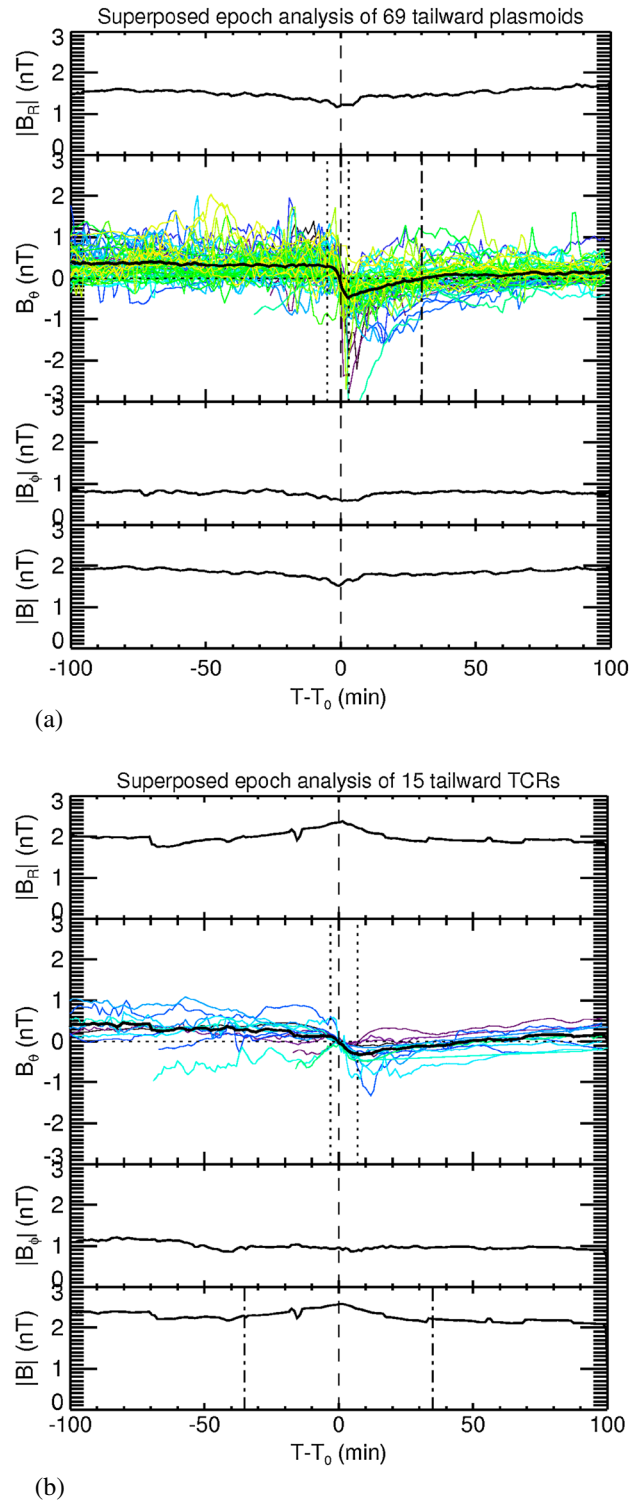 Superposed epoch analysis of 69 tailward plasmoids
3
2
1
0
|B_R| (nT)
3
2
1
0
-1
-2
-3
B_θ (nT)
3
2
1
0
|B_ϕ| (nT)
3
2
1
0
|B| (nT)
-100 -50 0 50 100
T-T_0 (min)
(a)
Superposed epoch analysis of 15 tailward TCRs
3
2
1
0
|B_R| (nT)
3
2
1
0
-1
-2
-3
B_θ (nT)
3
2
1
0
|B_ϕ| (nT)
3
2
1
0
|B| (nT)
-100 -50 0 50 100
T-T_0 (min)
(b)